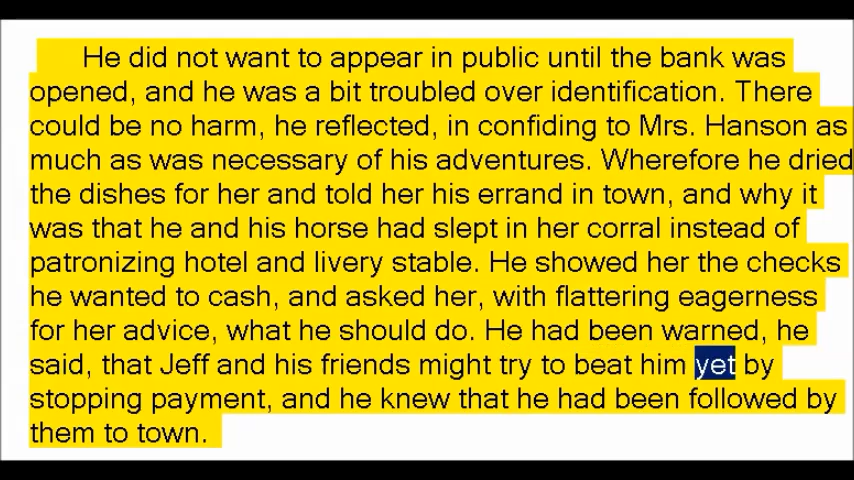 He did not want to appear in public until the bank was
opened, and he was a bit troubled over identification. There
could be no harm, he reflected, in confiding to Mrs. Hanson as
much as was necessary of his adventures. Wherefore he dried
the dishes for her and told her his errand in town, and why it
was that he and his horse had slept in her corral instead of
patronizing hotel and livery stable. He showed her the checks
he wanted to cash, and asked her, with flattering eagerness
for her advice, what he should do. He had been warned, he
said, that Jeff and his friends might try to beat him yet by
stopping payment, and he knew that he had been followed by
them to town.